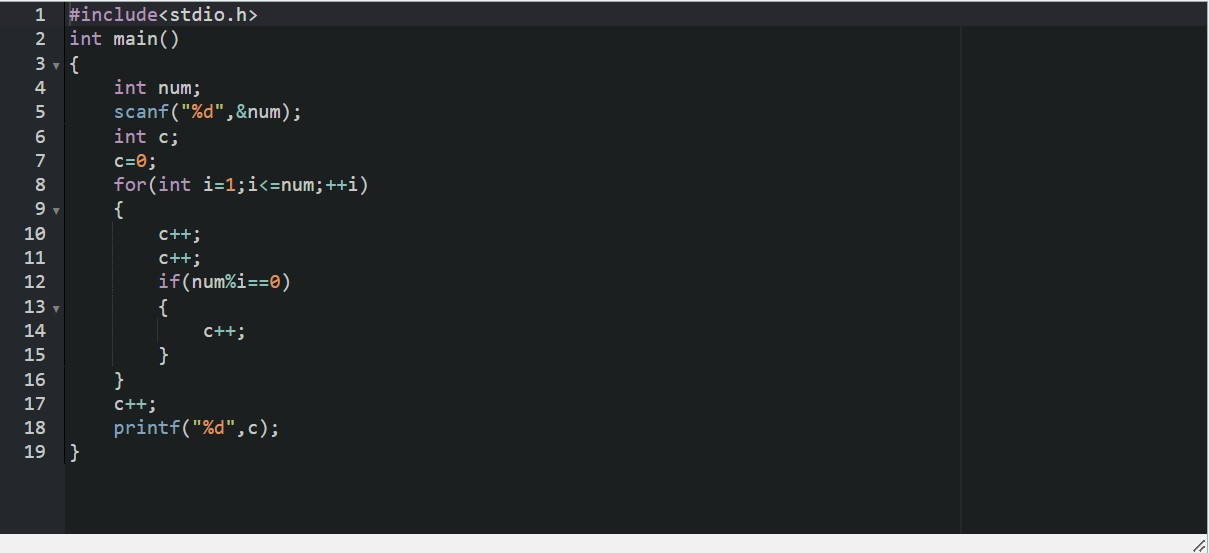 1 #include<stdio.h>
2 int main()
3 {
4     int num;
5     scanf("%d",&num);
6     int c;
7     c=0;
8     for(int i=1;i<=num;++i)
9     {
10         c++;
11         c++;
12         if(num%i==0)
13         {
14             c++;
15         }
16     }
17     c++;
18     printf("%d",c);
19 }